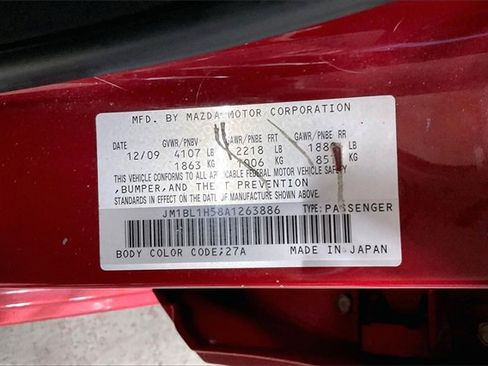 MFD. BY MAZDA MOTOR CORPORATION
DATE GVWR/PNBV GAWR/PNBE FRT GAWR/PNBE RR
12/09 4107 LB 2218 LB LB
1863 KG 1006 KG 857 KG
THIS VEHICLE CONFORMS TO ALL APPLICABLE FEDERAL MOTOR VEHICLE SAFETY
,BUMPER,AND THEFT PREVENTION
STANDARDS IN EFFECT ON THE DATE OF MANUFACTURE SHOWN ABOVE.
JM1BL1H58A1263886 TYPE: PASSENGER
BODY COLOR CODE;27A MADE IN JAPAN